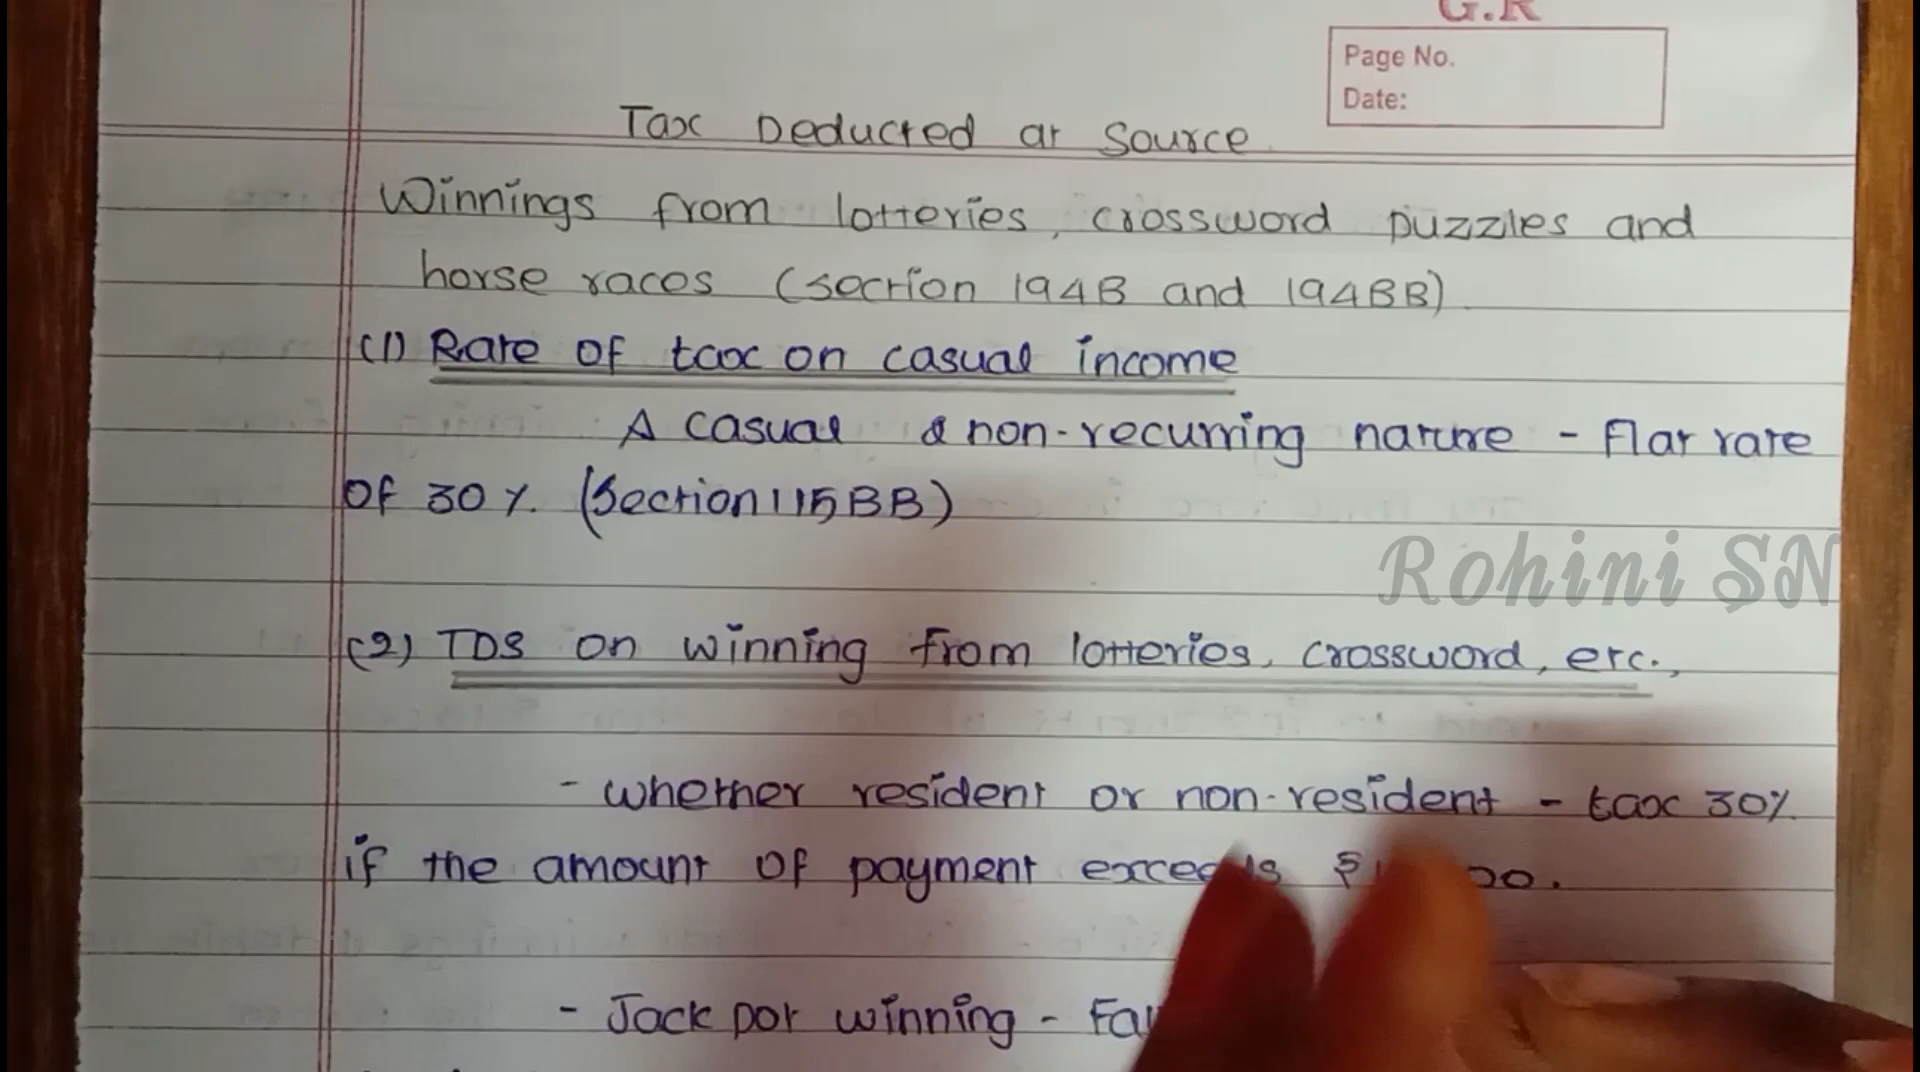 G.R
Page No.
Date:
Tax Deducted at Source
Winnings from lotteries, crossword puzzles and
horse races (section 194B and 194BB)
(1) Rate of tax on casual income
A casual & non-recurring nature - Flat rate
of 30 %. (Section 115BB)
Rohini SN
(2) TDS on winning from lotteries, crossword, etc.,
- whether resident or non-resident - tax 30%.
if the amount of payment exceeds
- Jack pot winning -